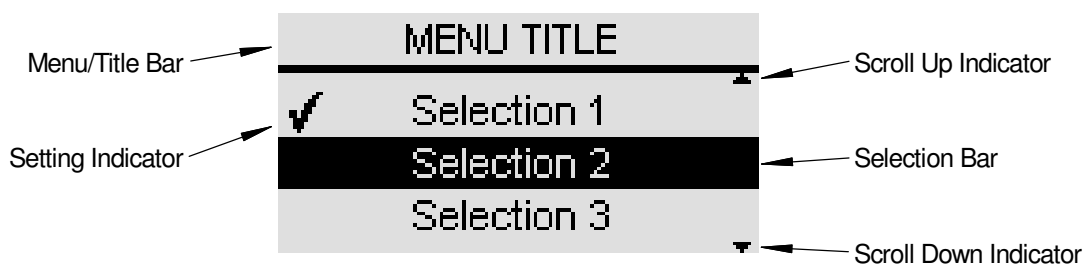 MENU TITLE
Menu/Title Bar
Scroll Up Indicator
Selection 1
Setting Indicator
Selection 2
Selection Bar
Selection 3
Scroll Down Indicator